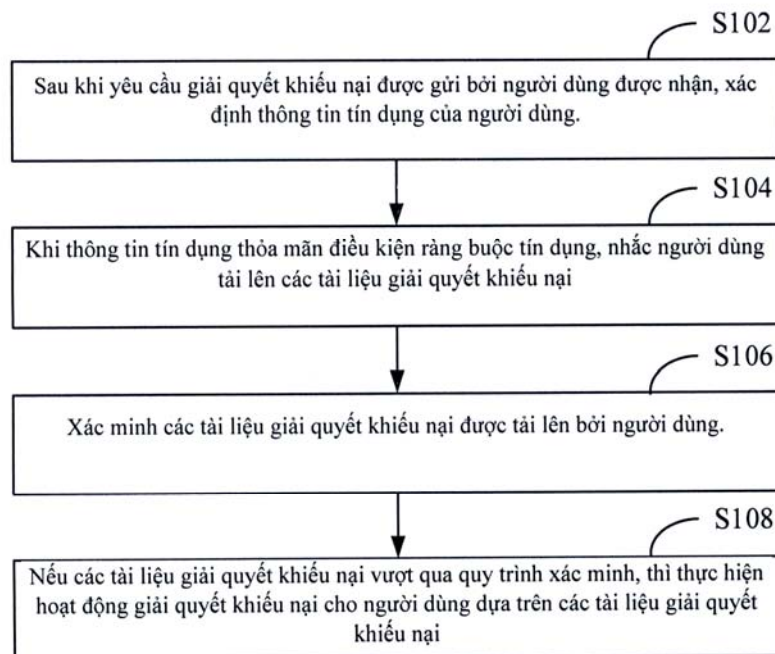 S102
Sau khi yêu cầu giải quyết khiếu nại được gửi bởi người dùng được nhận, xác
định thông tin tín dụng của người dùng.
S104
Khi thông tin tín dụng thỏa mãn điều kiện ràng buộc tín dụng, nhắc người dùng
tải lên các tài liệu giải quyết khiếu nại
S106
Xác minh các tài liệu giải quyết khiếu nại được tải lên bởi người dùng.
S108
Nếu các tài liệu giải quyết khiếu nại vượt qua quy trình xác minh, thì thực hiện
hoạt động giải quyết khiếu nại cho người dùng dựa trên các tài liệu giải quyết
khiếu nại